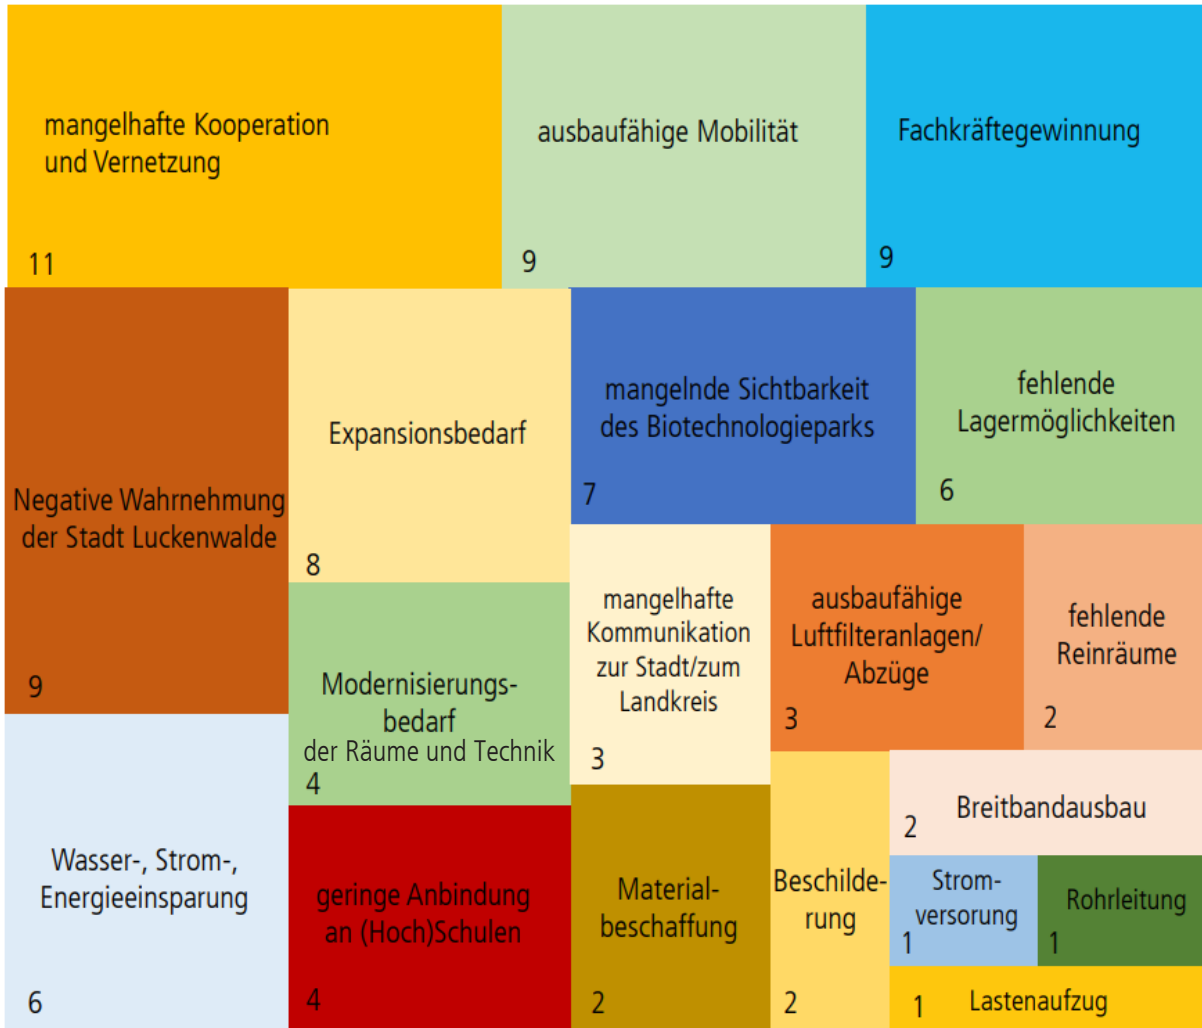 mangelhafte Kooperation
und Vernetzung
11
ausbaufähige Mobilität
9
Fachkräftegewinnung
9
Negative Wahrnehmung
der Stadt Luckenwalde
9
Expansionsbedarf
8
mangelnde Sichtbarkeit
des Biotechnologieparks
7
fehlende
Lagermöglichkeiten
6
Modernisierungs-
bedarf
der Räume und Technik
4
mangelhafte
Kommunikation
zur Stadt/zum
Landkreis
3
ausbaufähige
Luftfilteranlagen/
Abzüge
3
fehlende
Reinräume
2
Wasser-, Strom-,
Energieeinsparung
6
geringe Anbindung
an (Hoch)Schulen
4
Material-
beschaffung
2
Beschilde-
rung
2
Breitbandausbau
2
Strom-
versorung
1
Rohrleitung
1
Lastenaufzug
1